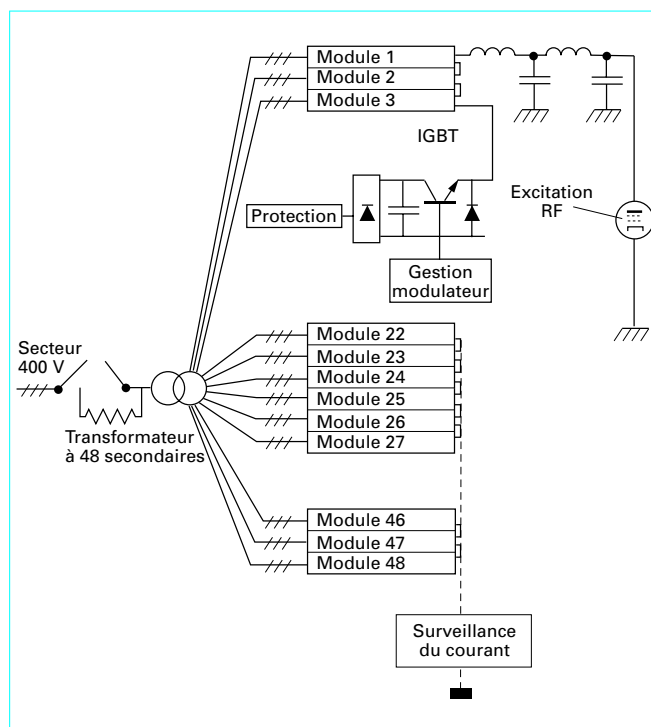 Module 1
Module 2
Module 3
IGBT
Excitation
RF
Protection
Gestion
modulateur
Module 22
Module 23
Module 24
Module 25
Module 26
Module 27
Secteur
400 V
Transformateur
à 48 secondaires
Module 46
Module 47
Module 48
Surveillance
du courant